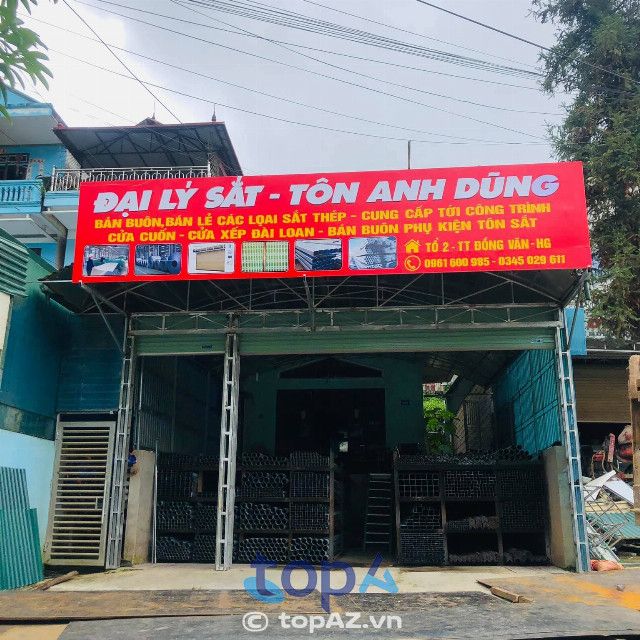 ĐẠI LÝ SẮT - TÔN ANH DŨNG
BÁN BUÔN, BÁN LẺ CÁC LOẠI SẮT THÉP - CUNG CẤP TỚI CÔNG TRÌNH
CỬA CUỐN - CỬA XẾP ĐÀI LOAN - BÁN BUÔN PHỤ KIỆN TÔN SẮT
TỔ 2 - TT ĐỒNG VĂN - HG
0961 600 985 - 0345 029 611
topAZ
© topAZ.vn
topAZ